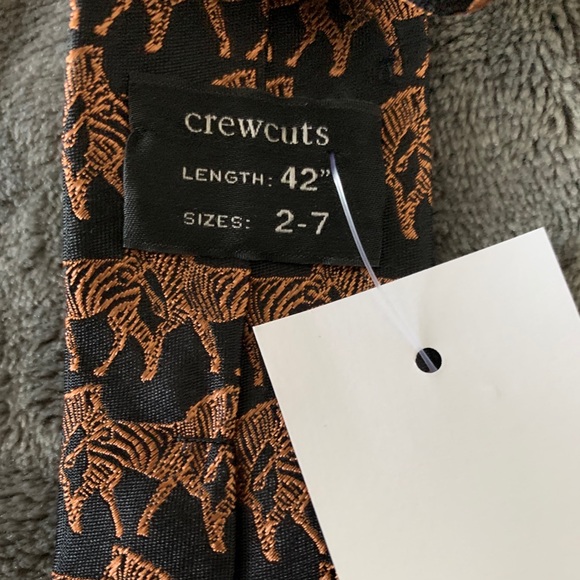 crewcuts
LENGTH: 42"
SIZES: 2-7